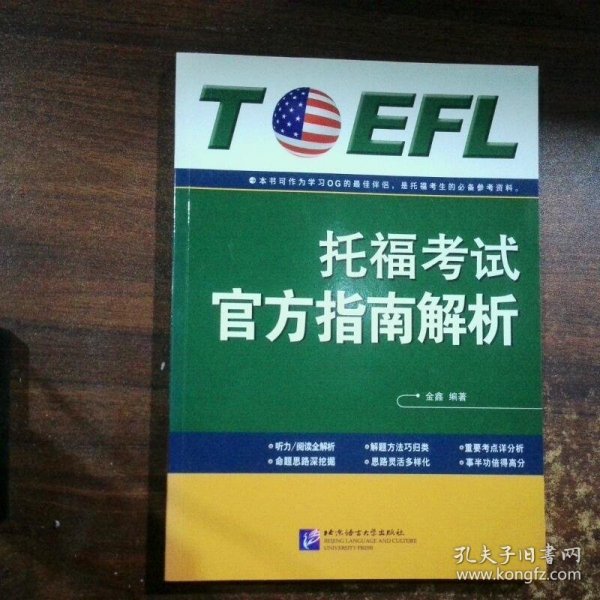 TOEFL
本书可作为学习OG的最佳伴侣，是托福考生的必备参考资料。
托福考试
官方指南解析
金鑫 编著
听力/阅读全解析 解题方法巧归类 重要考点详分析
命题思路深挖掘 思路灵活多样化 事半功倍得高分
北京语言大学出版社
BEIJING LANGUAGE AND CULTURE
UNIVERSITY PRESS
孔夫子旧书网
www.kongfz.com